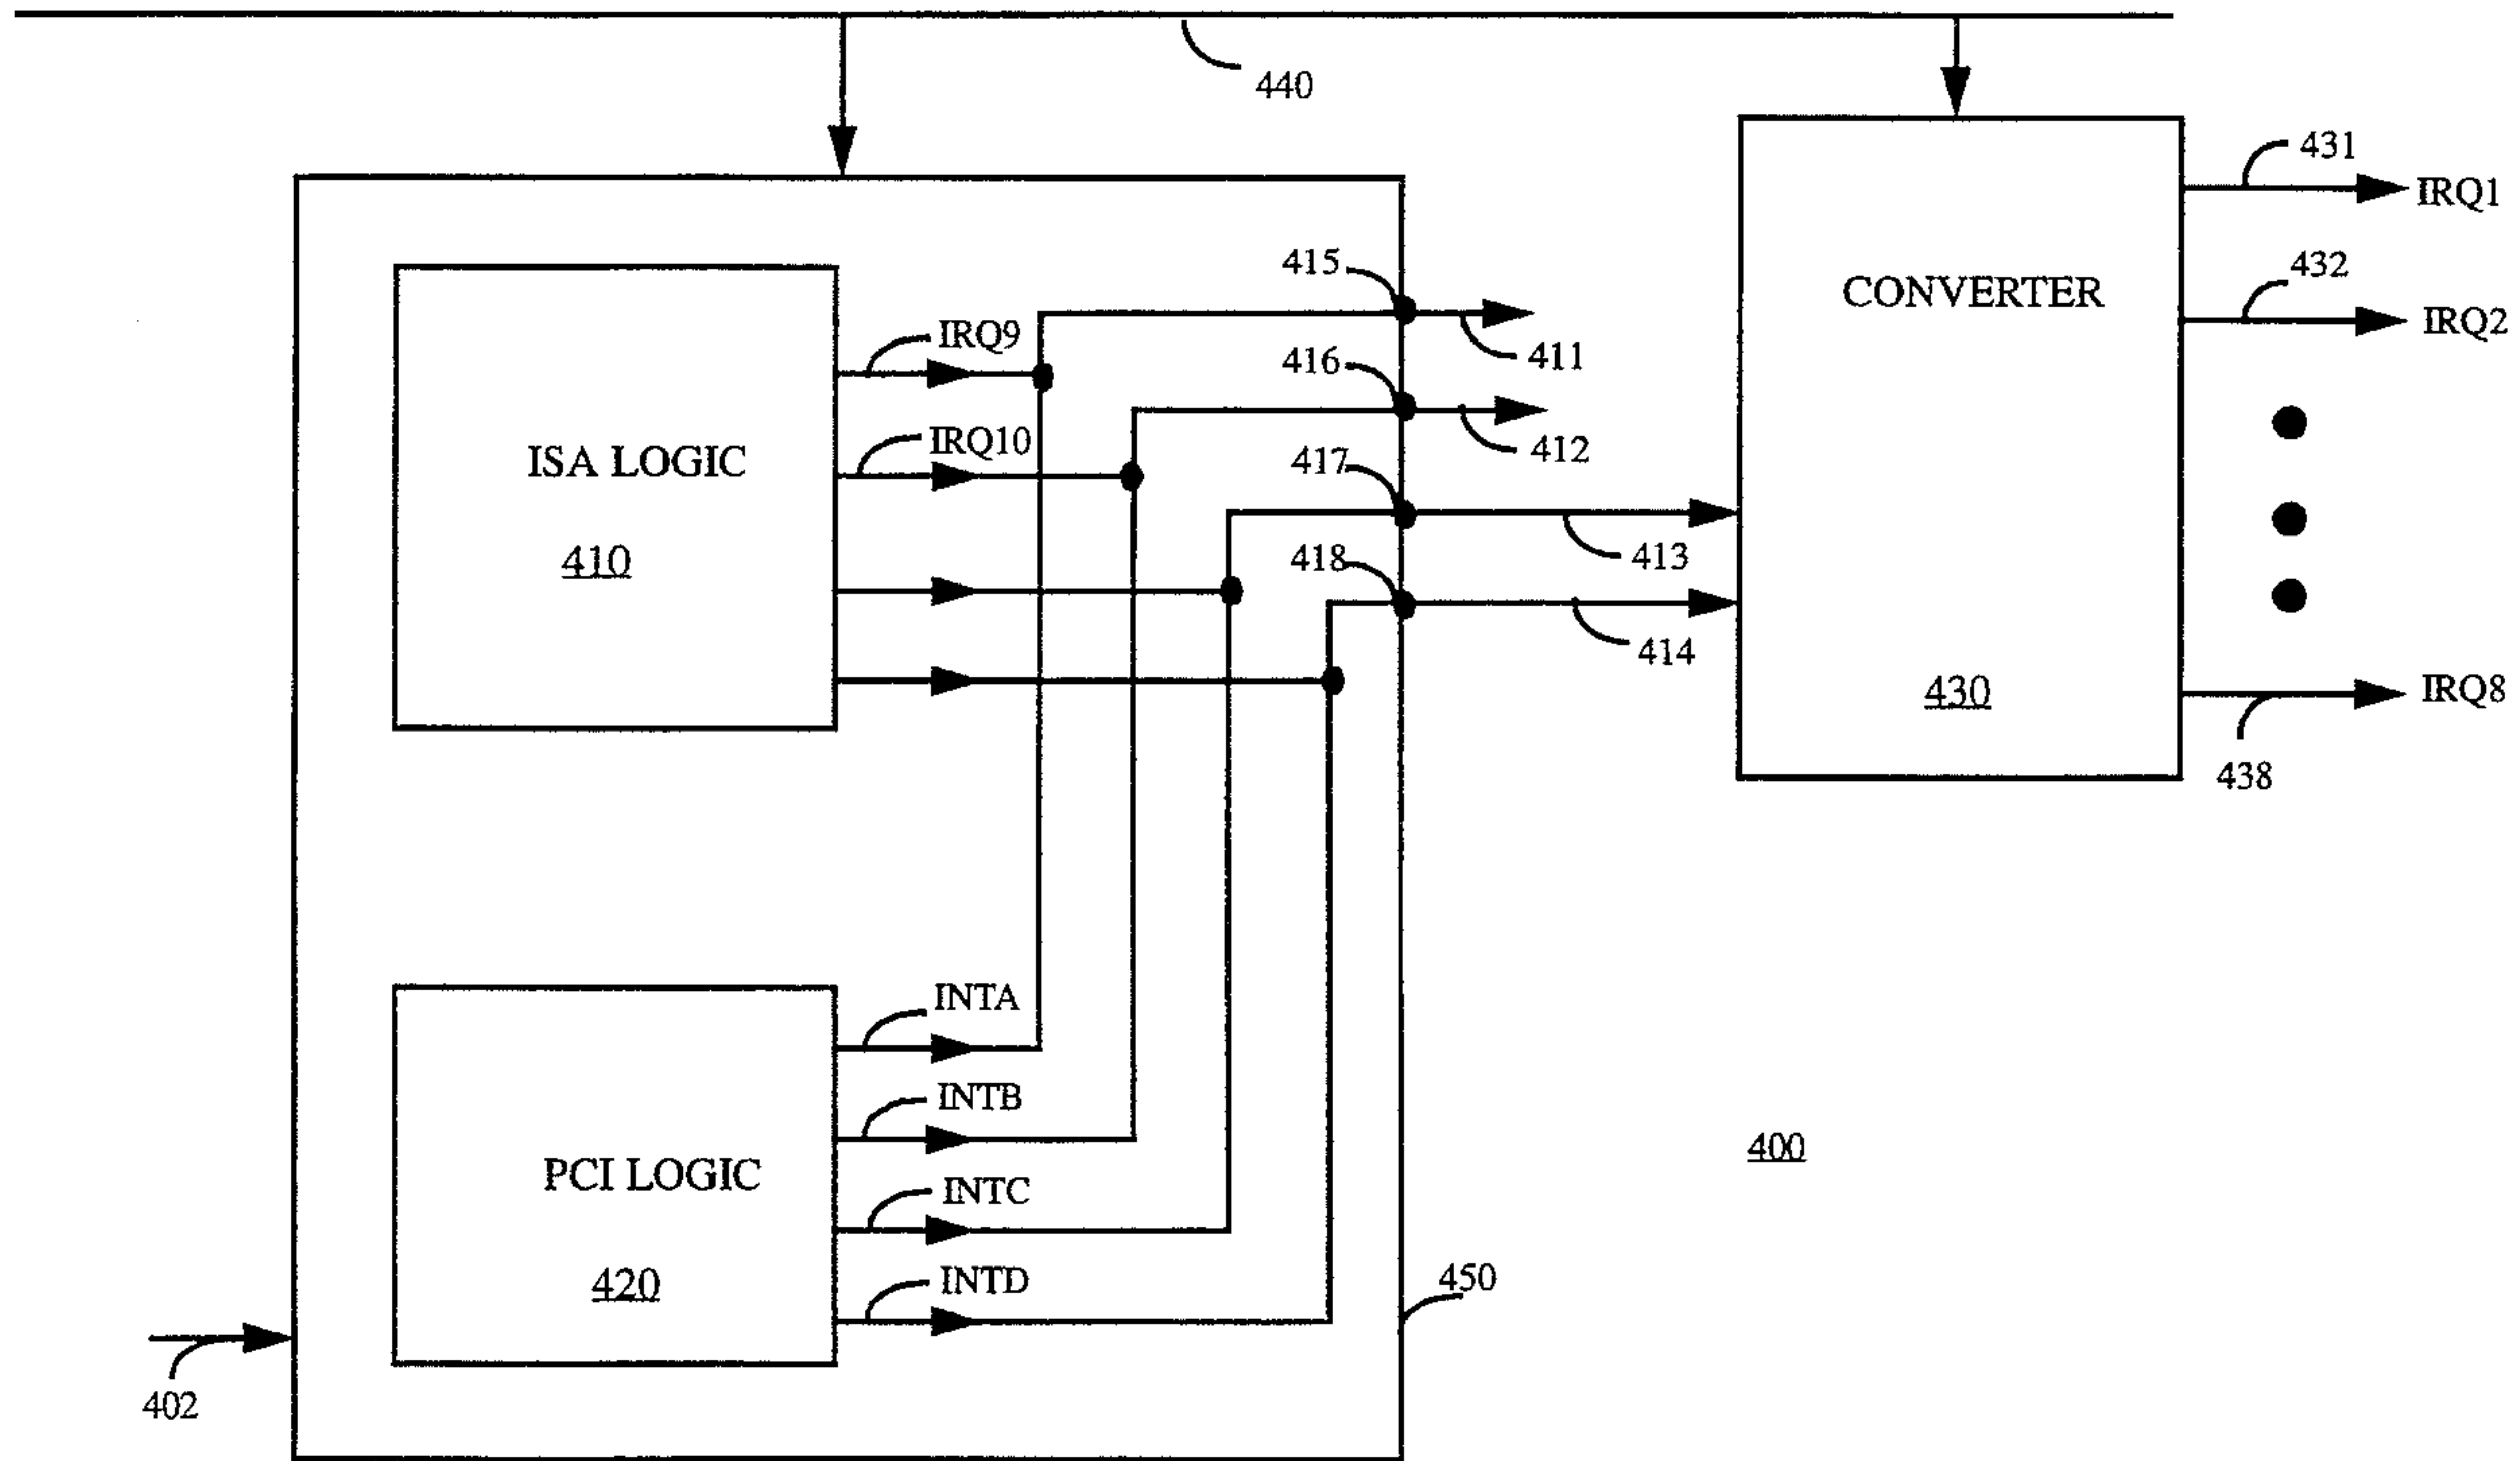 440
431
IRQ1
432
IRQ2
415
411
416
412
417
413
418
414
CONVERTER
430
IRQ8
438
IRQ9
IRQ10
ISA LOGIC
410
INTA
INTB
PCI LOGIC
INTC
420
INTD
400
450
402